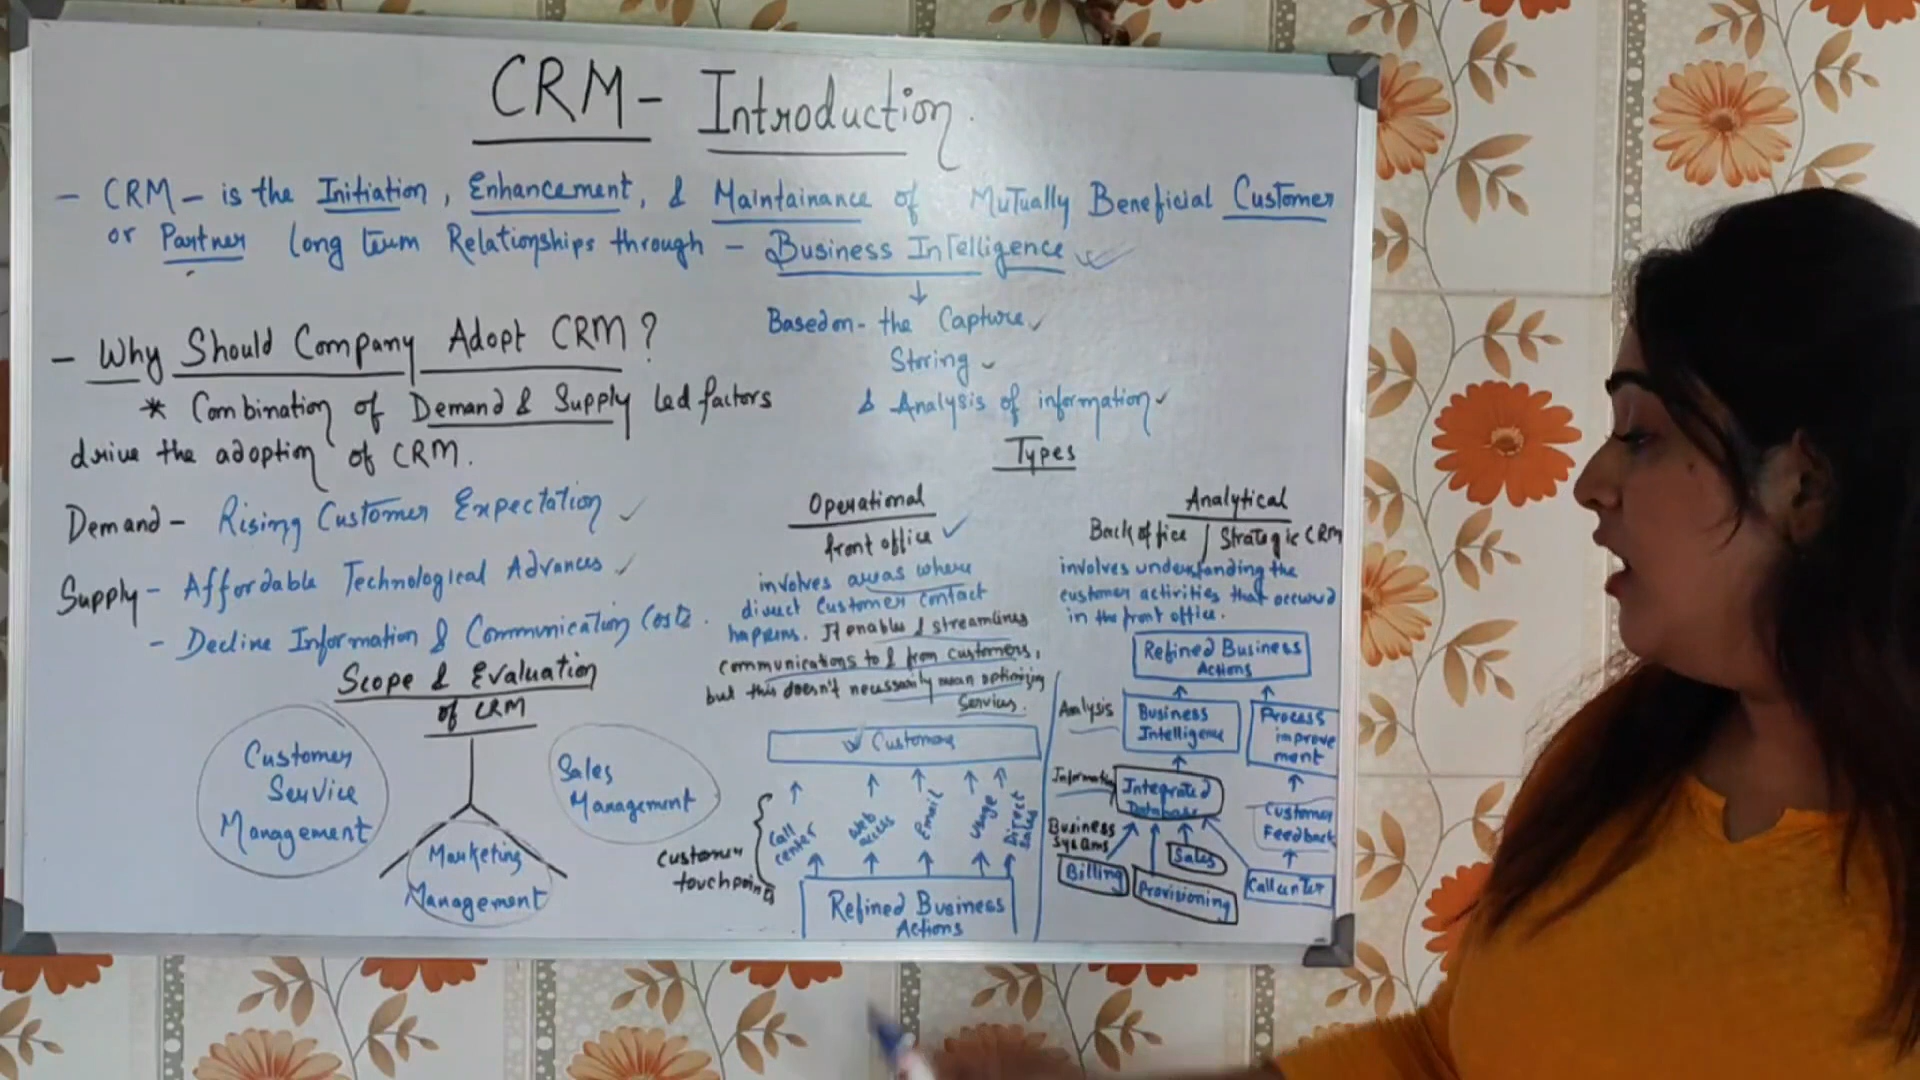 CRM - Introduction.
- CRM - is the Initiation, Enhancement, & Maintainance of Mutually Beneficial Customer
or Partner long term Relationships through - Business Intelligence
↓
Based on - the Capture
Storing
& Analysis of information
- Why Should Company Adopt CRM?
* Combination of Demand & Supply Led factors
drive the adoption of CRM.
Demand - Rising Customer Expectation
Supply - Affordable Technological Advances
- Decline Information & Communication Costs.
Scope & Evaluation
of CRM
Customer
Service
Management
Sales
Management
Marketing
Management
Types
Operational
front office
involves areas where
direct Customer contact
happens. It enables & streamlines
communications to & from customers,
but this doesn't necessarily mean optimizing
Services.
Customers
Call
center
Web
access
Email
Usage
Direct
Sales
Customer
touchpoints
Refined Business
Actions
Analytical
Back office / Strategic CRM
involves understanding the
customer activities that occured
in the front office.
Refined Business
Actions
Analysis
Business
Intelligence
Process
improve
ment
Information
Integrated
Database
Customer
Feedback
Business
Systems
Billing
Provisioning
Sales
Call center